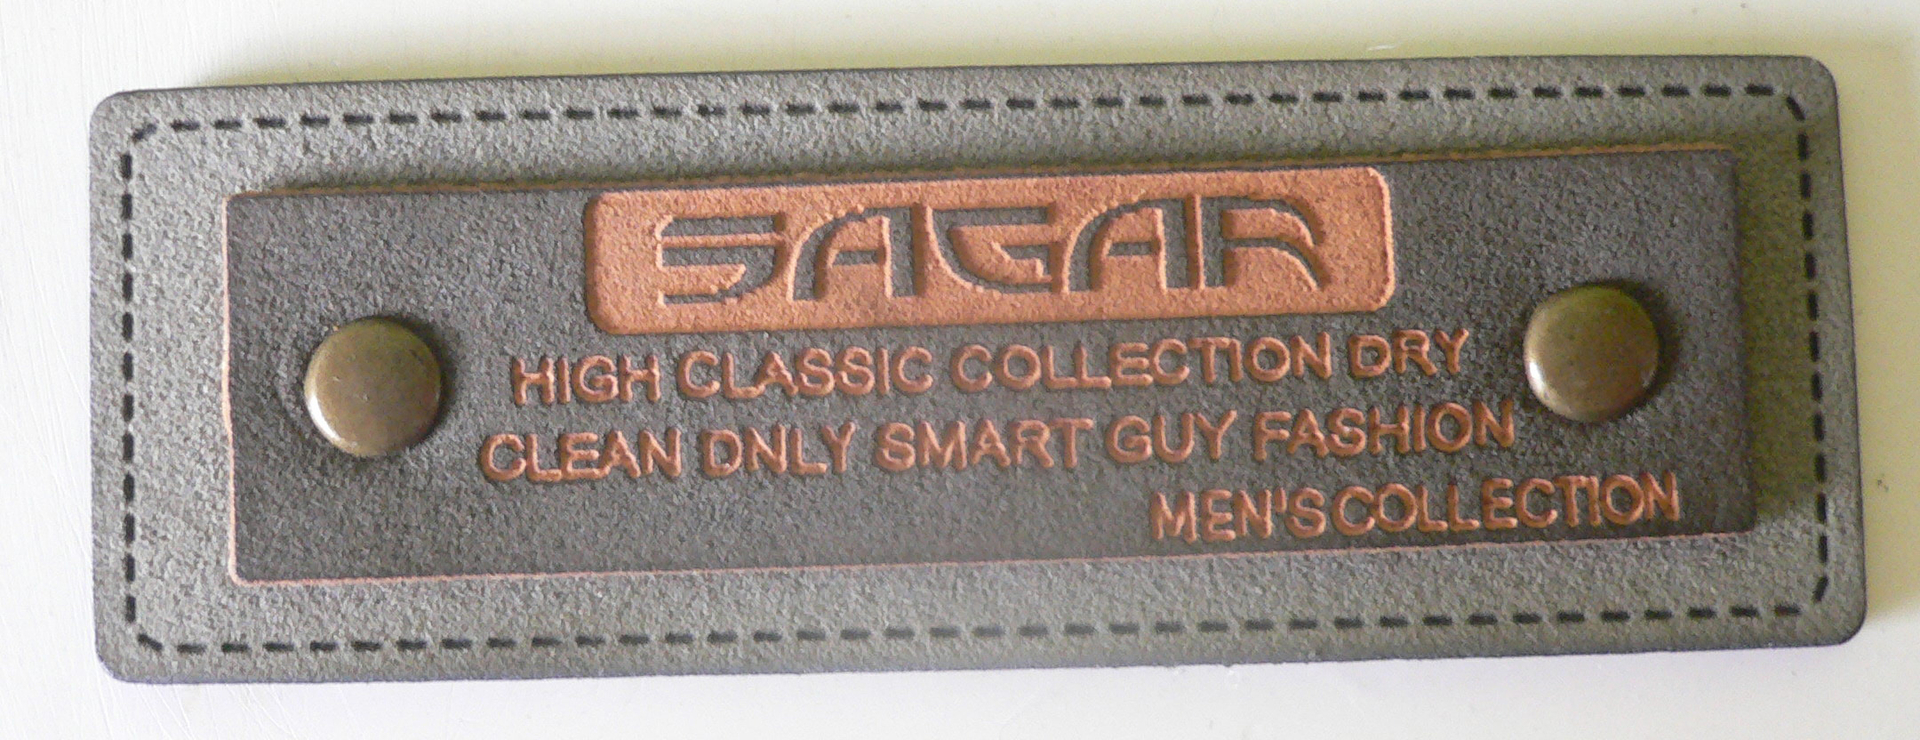 SAGAR
HIGH CLASSIC COLLECTION DRY
CLEAN DNLY SMART GUY FASHION
MEN'S COLLECTION